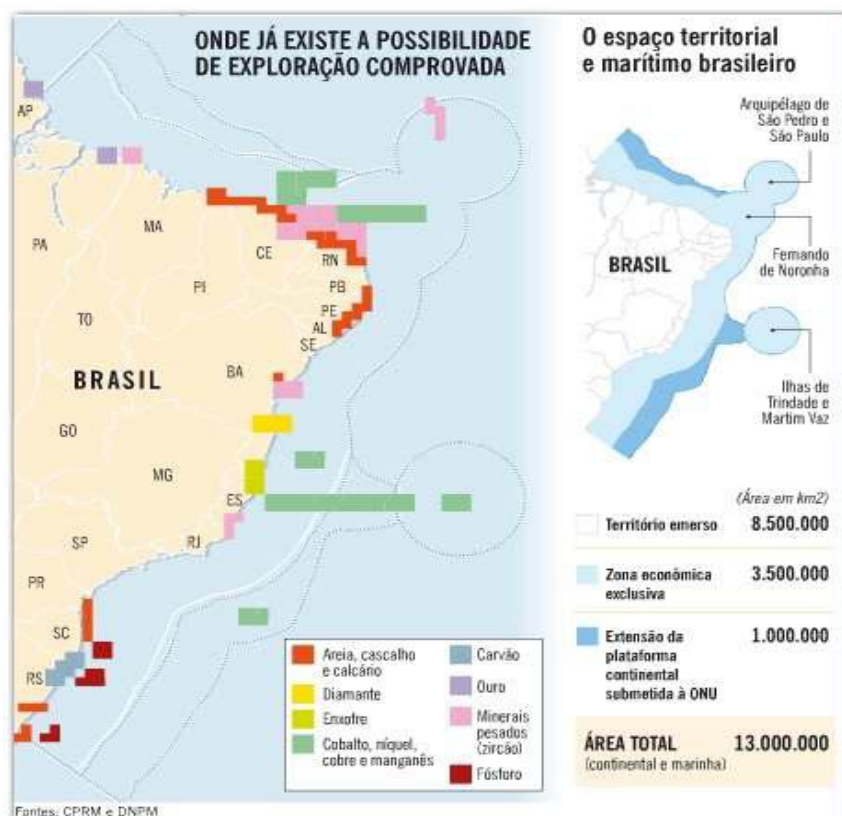 ONDE JÁ EXISTE A POSSIBILIDADE
DE EXPLORAÇÃO COMPROVADA
AP
PA
MA
CE
RN
PI
PB
PE
AL
SE
TO
BA
BRASIL
GO
MG
ES
SP
RJ
PR
SC
RS
Areia, cascalho
e calcário
Diamante
Enxofre
Cobalto, níquel,
cobre e manganês
Carvão
Ouro
Minerais
pesados
(zircão)
Fósforo
Fontes: CPRM e DNPM
O espaço territorial
e marítimo brasileiro
Arquipélago de
São Pedro e
São Paulo
BRASIL
Fernando
de Noronha
Ilhas de
Trindade e
Martim Vaz
(Área em km2)
Território emerso 8.500.000
Zona econômica
exclusiva 3.500.000
Extensão da 1.000.000
plataforma
continental
submetida à ONU
ÁREA TOTAL 13.000.000
(continental e marinha)